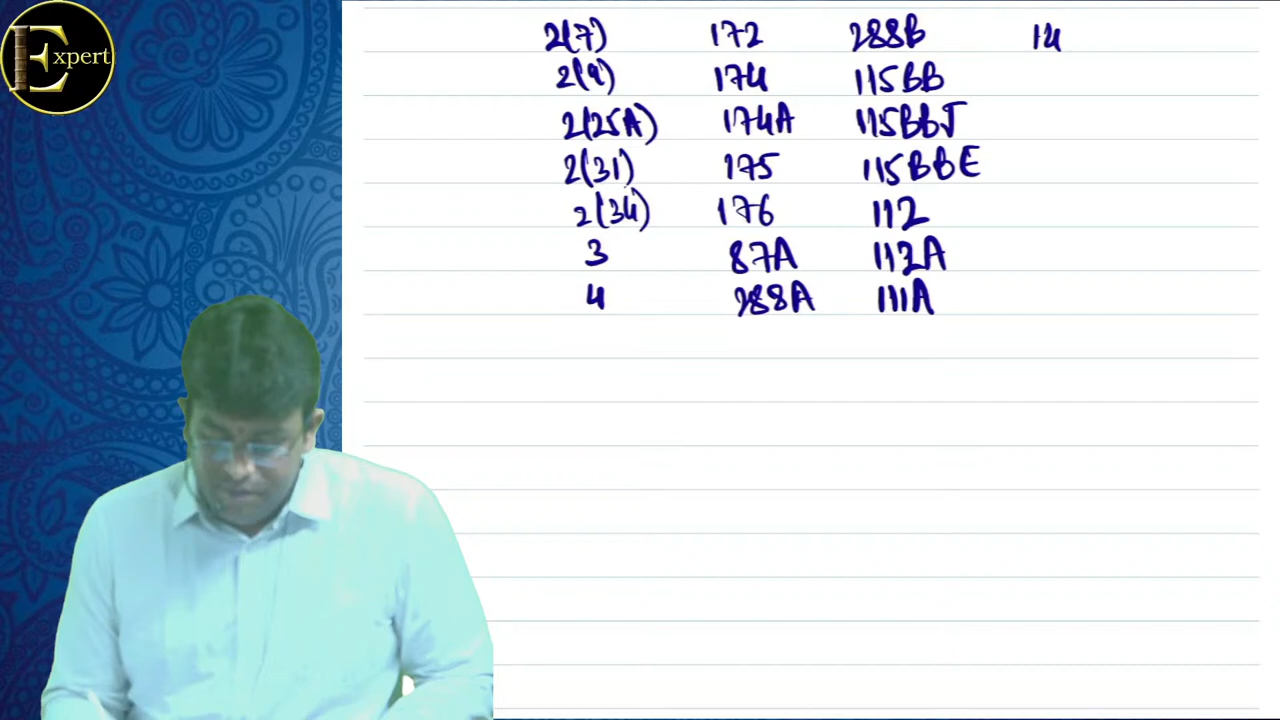 Expert
2(7) 172 288B 14
2(9) 174 115BB
2(25A) 174A 115BBJ
2(31) 175 115BBE
2(34) 176 112
3 87A 112A
4 288A 111A